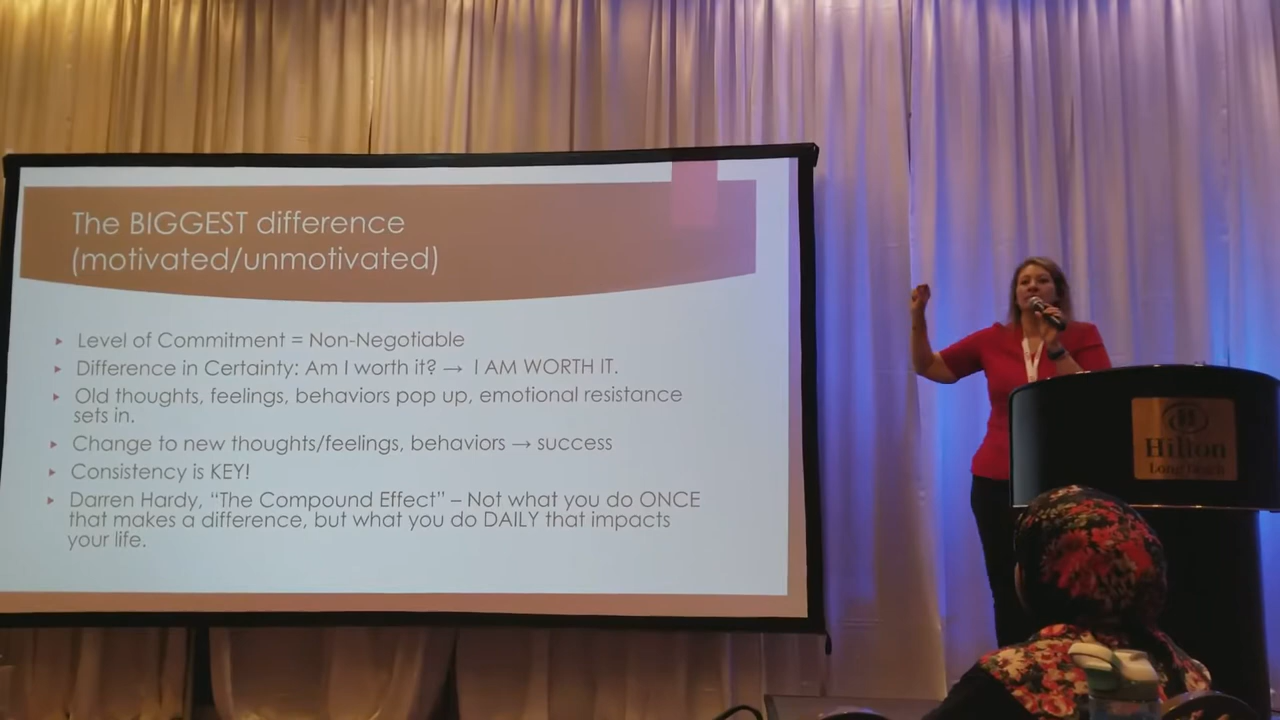 The BIGGEST difference
(motivated/unmotivated)
Level of Commitment = Non-Negotiable
Difference in Certainty: Am I worth it? → I AM WORTH IT.
Old thoughts, feelings, behaviors pop up, emotional resistance
sets in.
Change to new thoughts/feelings, behaviors → success
Consistency is KEY!
Darren Hardy, “The Compound Effect” – Not what you do ONCE
that makes a difference, but what you do DAILY that impacts
your life.
Hilton
Long Beach